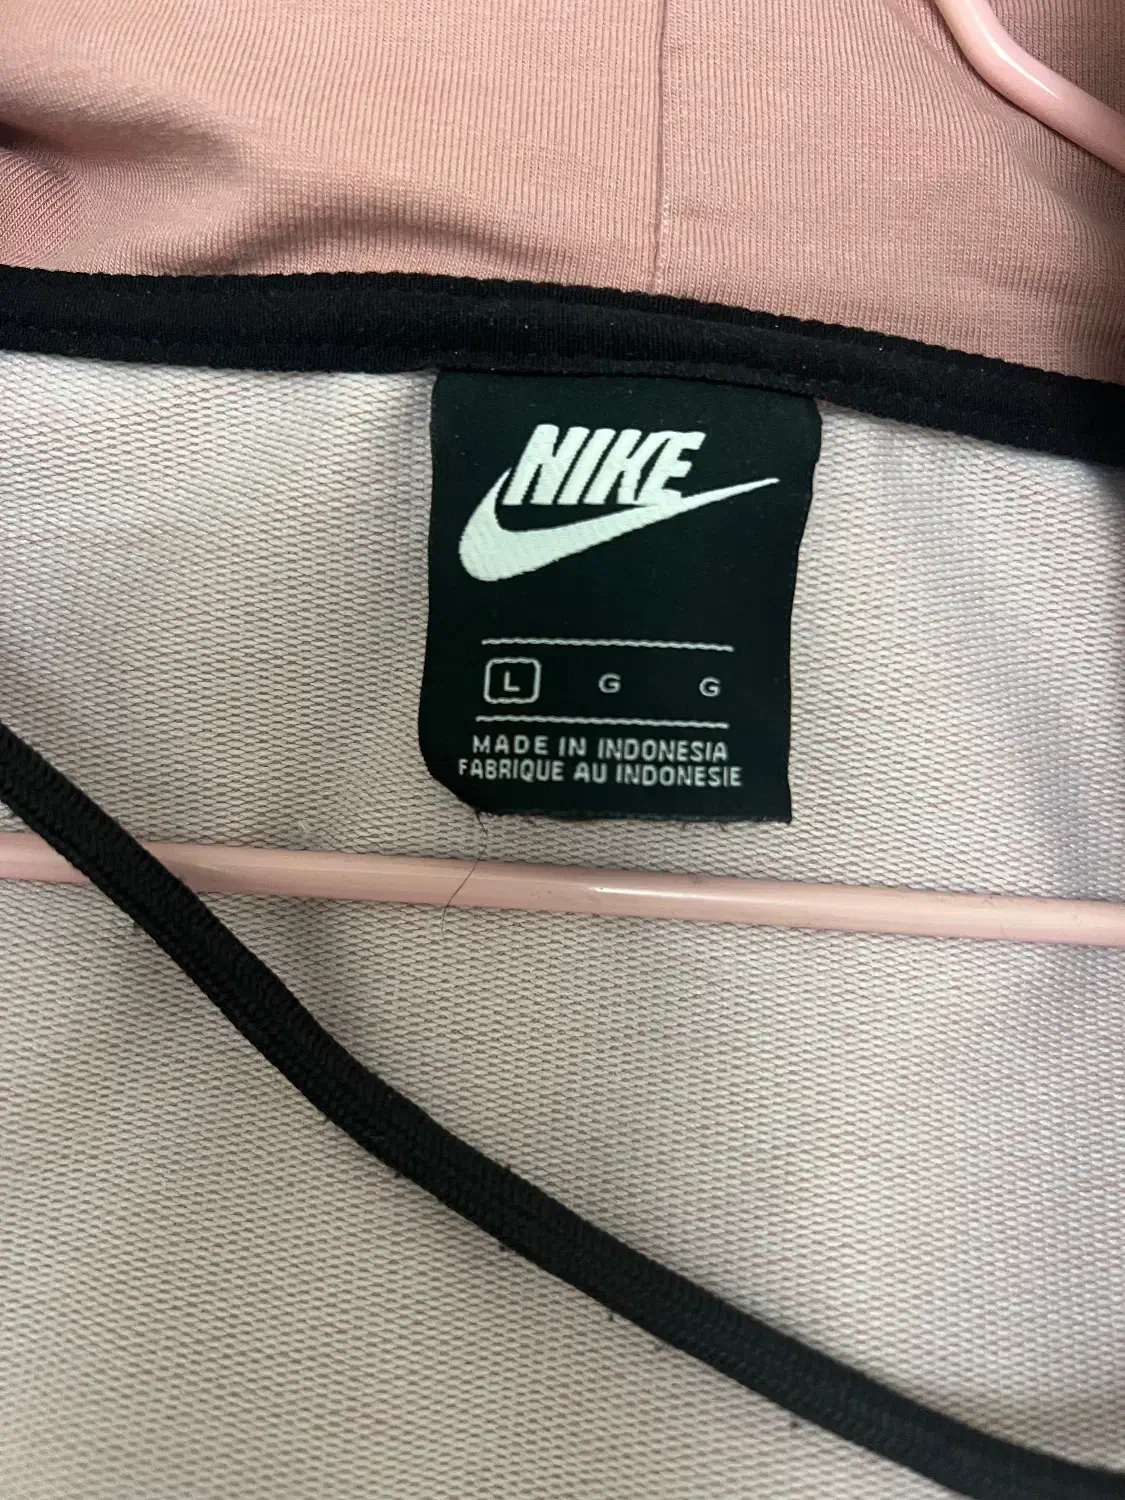 NIKE
L G G
MADE IN INDONESIA
FABRIQUE AU INDONESIE